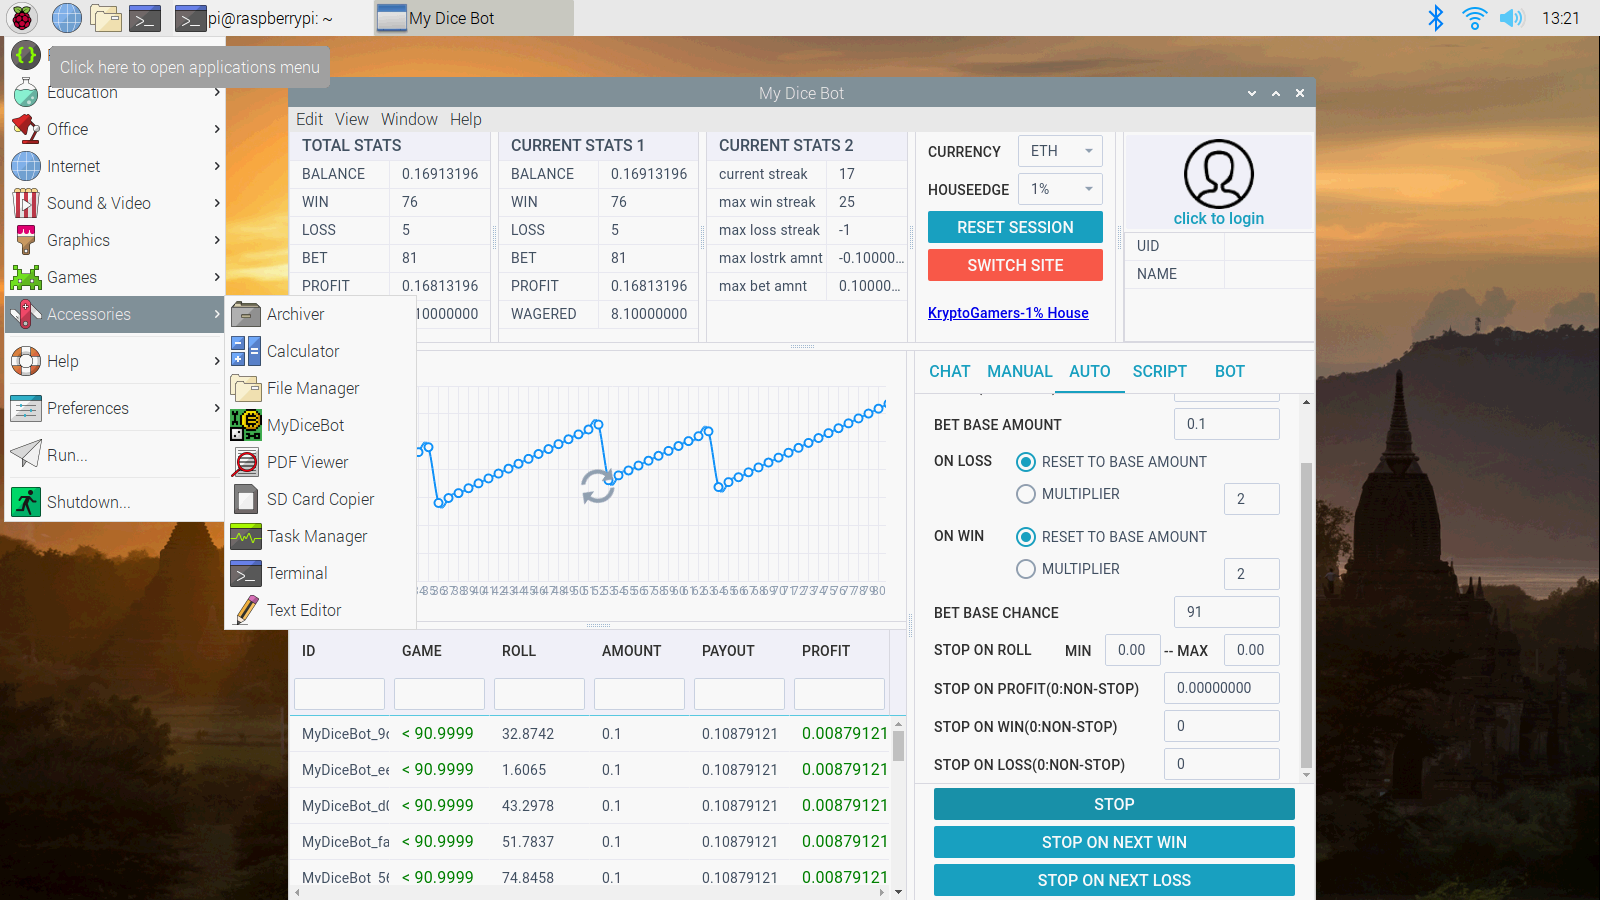 pi@raspberrypi: ~
My Dice Bot
13:21
Click here to open applications menu
Education
Office
Internet
Sound & Video
Graphics
Games
Accessories
Help
Preferences
Run...
Shutdown...
Archiver
Calculator
File Manager
MyDiceBot
PDF Viewer
SD Card Copier
Task Manager
Terminal
Text Editor
My Dice Bot
Edit View Window Help
TOTAL STATS
BALANCE 0.16913196
WIN 76
LOSS 5
BET 81
PROFIT 0.16813196
10000000
CURRENT STATS 1
BALANCE 0.16913196
WIN 76
LOSS 5
BET 81
PROFIT 0.16813196
WAGERED 8.10000000
CURRENT STATS 2
current streak 17
max win streak 25
max loss streak -1
max lostrk amnt -0.10000...
max bet amnt 0.10000...
CURRENCY ETH
HOUSEEDGE 1%
RESET SESSION
SWITCH SITE
KryptoGamers-1% House
click to login
UID
NAME
CHAT MANUAL AUTO SCRIPT BOT
BET BASE AMOUNT 0.1
ON LOSS RESET TO BASE AMOUNT
MULTIPLIER 2
ON WIN RESET TO BASE AMOUNT
MULTIPLIER 2
BET BASE CHANCE 91
STOP ON ROLL MIN 0.00 -- MAX 0.00
STOP ON PROFIT(0:NON-STOP) 0.00000000
STOP ON WIN(0:NON-STOP) 0
STOP ON LOSS(0:NON-STOP) 0
STOP
STOP ON NEXT WIN
STOP ON NEXT LOSS
ID GAME ROLL AMOUNT PAYOUT PROFIT
MyDiceBot_9c < 90.9999 32.8742 0.1 0.10879121 0.00879121
MyDiceBot_ee < 90.9999 1.6065 0.1 0.10879121 0.00879121
MyDiceBot_d0 < 90.9999 43.2978 0.1 0.10879121 0.00879121
MyDiceBot_fa < 90.9999 51.7837 0.1 0.10879121 0.00879121
MyDiceBot_56 < 90.9999 74.8458 0.1 0.10879121 0.00879121